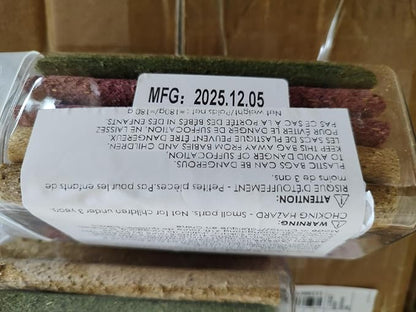 MFG: 2025.12.05
WARNING:
CHOKING HAZARD - Small parts. Not for children under 3 years.
ATTENTION:
RISQUE D'ÉTOUFFEMENT - Petites pièces. Pas pour les enfants de
moins de 3 ans.
PLASTIC BAGS CAN BE DANGEROUS.
TO AVOID DANGER OF SUFFOCATION,
KEEP THIS BAG AWAY FROM BABIES AND CHILDREN.
LES SACS DE PLASTIQUE PEUVENT ÊTRE DANGEREUX.
POUR ÉVITER LE DANGER DE SUFFOCATION, NE LAISSEZ
PAS CE SAC À LA PORTÉE DES BÉBÉS NI DES ENFANTS.
Net weight/Poids net: ≈180g/≈180 g